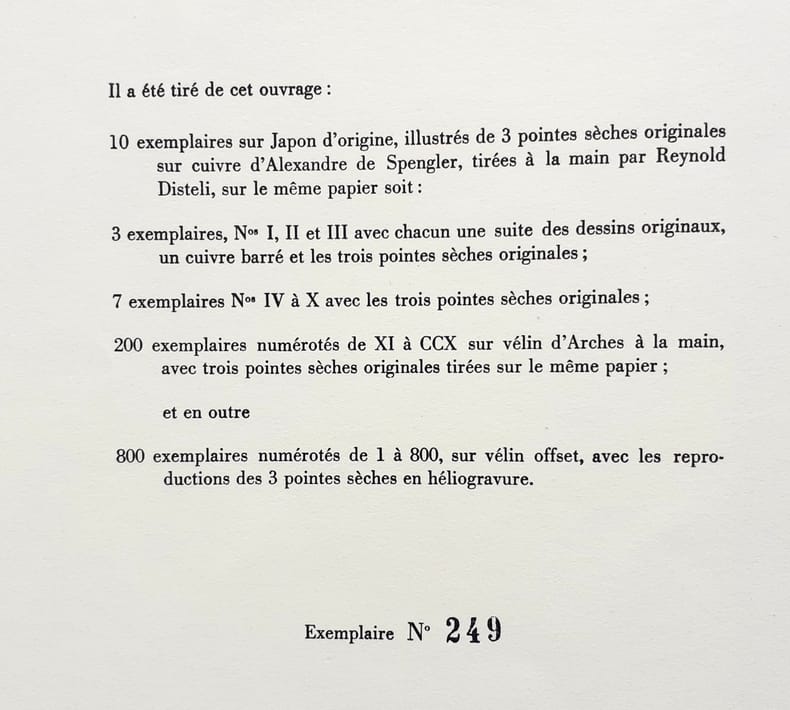 Il a été tiré de cet ouvrage :
10 exemplaires sur Japon d'origine, illustrés de 3 pointes sèches originales
sur cuivre d'Alexandre de Spengler, tirées à la main par Reynold
Disteli, sur le même papier soit :
3 exemplaires, Nos I, II et III avec chacun une suite des dessins originaux,
un cuivre barré et les trois pointes sèches originales ;
7 exemplaires Nos IV à X avec les trois pointes sèches originales ;
200 exemplaires numérotés de XI à CCX sur vélin d'Arches à la main,
avec trois pointes sèches originales tirées sur le même papier ;
et en outre
800 exemplaires numérotés de 1 à 800, sur vélin offset, avec les repro-
ductions des 3 pointes sèches en héliogravure.
Exemplaire N° 249